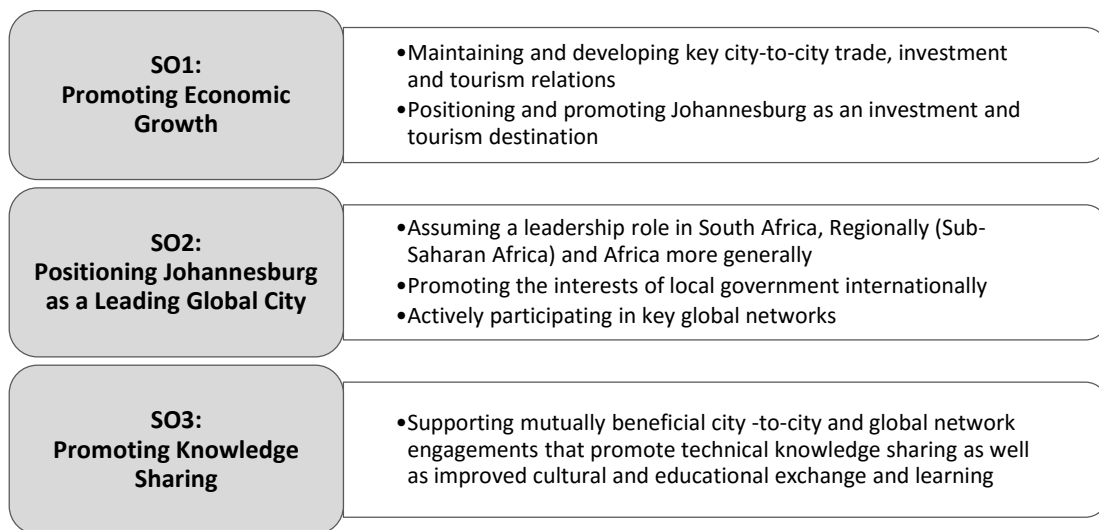 SO1:
Promoting Economic
Growth
•Maintaining and developing key city-to-city trade, investment
and tourism relations
•Positioning and promoting Johannesburg as an investment and
tourism destination
SO2:
Positioning Johannesburg
as a Leading Global City
•Assuming a leadership role in South Africa, Regionally (Sub-
Saharan Africa) and Africa more generally
•Promoting the interests of local government internationally
•Actively participating in key global networks
SO3:
Promoting Knowledge
Sharing
•Supporting mutually beneficial city -to-city and global network
engagements that promote technical knowledge sharing as well
as improved cultural and educational exchange and learning